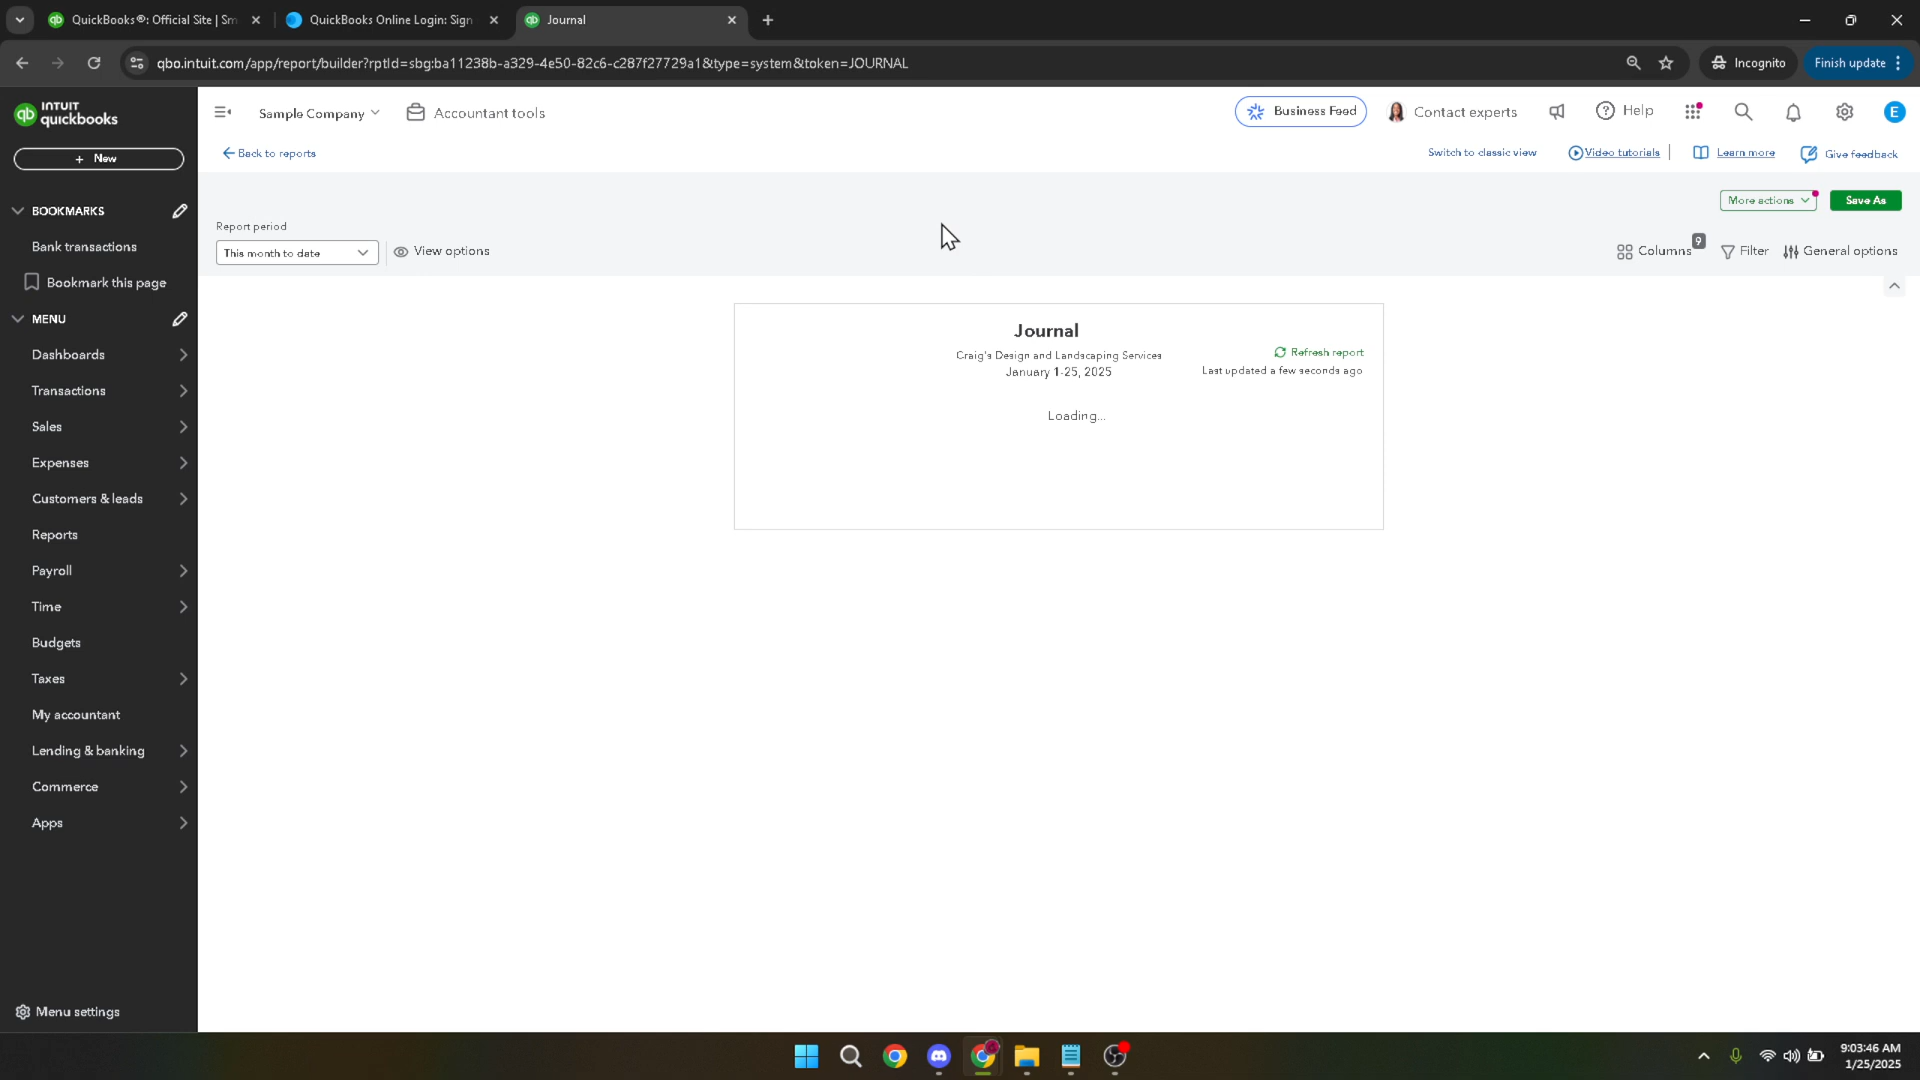 QuickBooks®: Official Site | Sm
QuickBooks Online Login: Sign
Journal
qbo.intuit.com/app/report/builder?rptId=sbg:ba11238b-a329-4e50-82c6-c287f27729a1&type=system&token=JOURNAL
Incognito
Finish update
INTUIT
quickbooks
Sample Company
Accountant tools
Business Feed
Contact experts
Help
E
+ New
Back to reports
Switch to classic view
Video tutorials
Learn more
Give feedback
More actions
Save As
BOOKMARKS
Report period
This month to date
View options
Columns
9
Filter
General options
Bank transactions
Bookmark this page
MENU
Dashboards
Transactions
Sales
Expenses
Customers & leads
Reports
Payroll
Time
Budgets
Taxes
My accountant
Lending & banking
Commerce
Apps
Menu settings
Journal
Craig's Design and Landscaping Services
January 1-25, 2025
Refresh report
Last updated a few seconds ago
Loading...
9:03:46 AM
1/25/2025